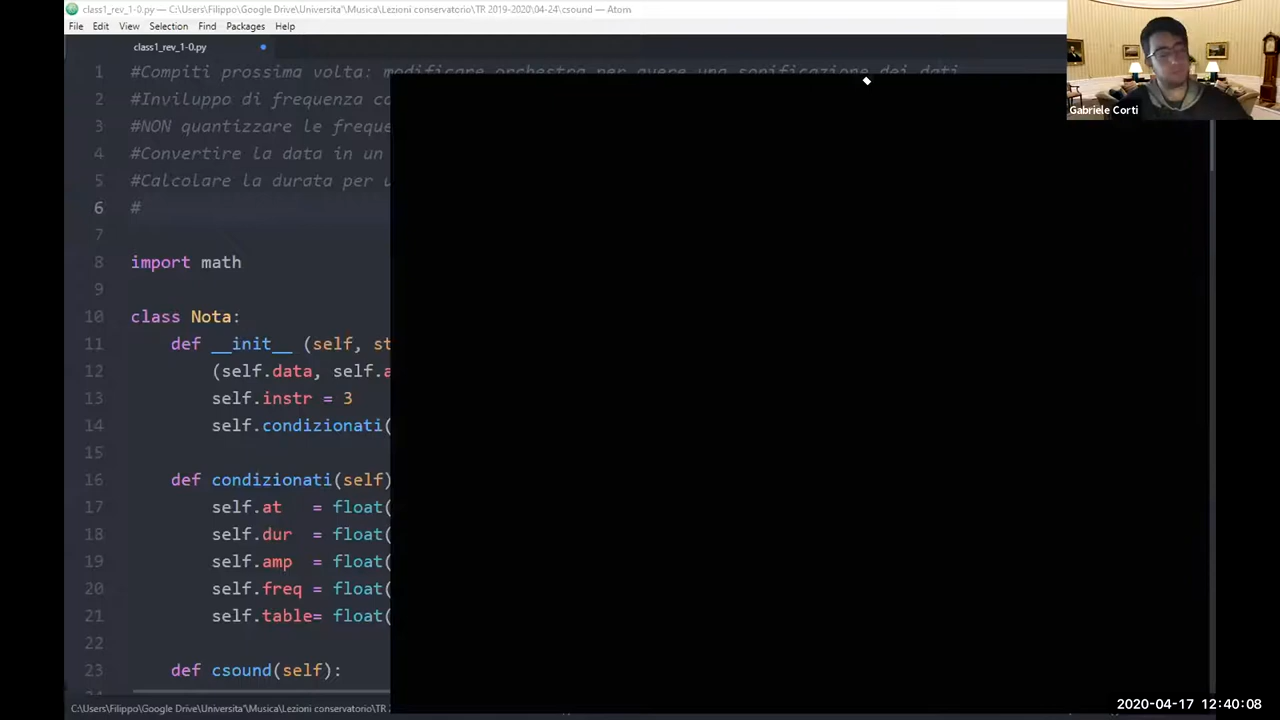 class1_rev_1-0.py — C:\Users\Filippo\Google Drive\Universita'\Musica\Lezioni conservatorio\TR 2019-2020\04-24\csound — Atom
File Edit View Selection Find Packages Help
class1_rev_1-0.py
Gabriele Corti
1 #Compiti prossima volta: modificare orchestra per avere una sonificazione dei dati
2 #Inviluppo di frequenza co
3 #NON quantizzare le freque
4 #Convertire la data in un
5 #Calcolare la durata per u
6 #
7
8 import math
9
10 class Nota:
11 def __init__ (self, st
12 (self.data, self.a
13 self.instr = 3
14 self.condizionati(
15
16 def condizionati(self)
17 self.at = float(
18 self.dur = float(
19 self.amp = float(
20 self.freq = float(
21 self.table= float(
22
23 def csound(self):
C:\Users\Filippo\Google Drive\Universita'\Musica\Lezioni conservatorio\TR 2
2020-04-17 12:40:08